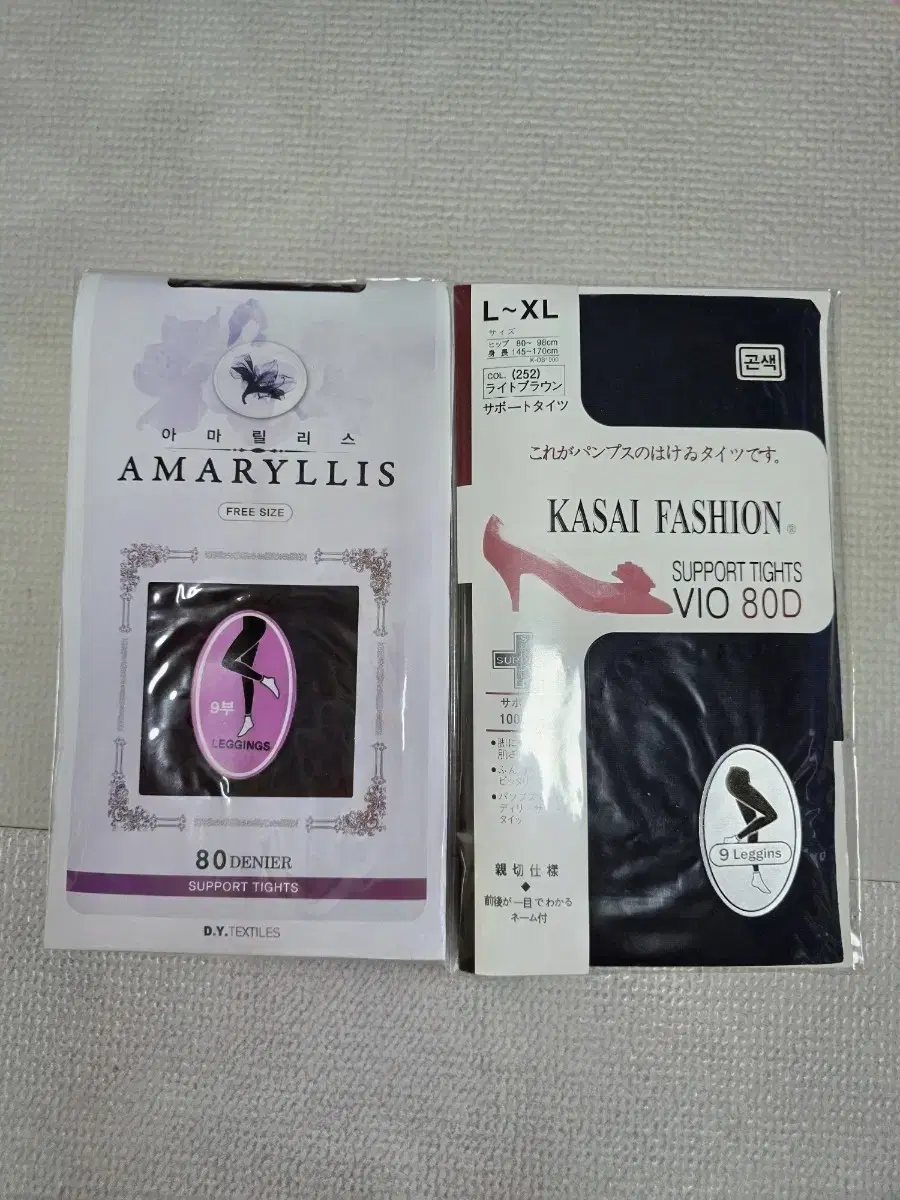 아마릴리스
AMARYLLIS
FREE SIZE
9부
LEGGINGS
80 DENIER
SUPPORT TIGHTS
D.Y.TEXTILES
L~XL
サイズ
ヒップ 80~98cm
身長 145~170cm
COL. (252)
ライトブラウン
サポートタイツ
곤색
これがパンプスのはけるタイツです。
KASAI FASHION®
SUPPORT TIGHTS
VIO 80D
サポ
100
親切仕様
◆
前後が一目でわかる
ネーム付
9 Leggins